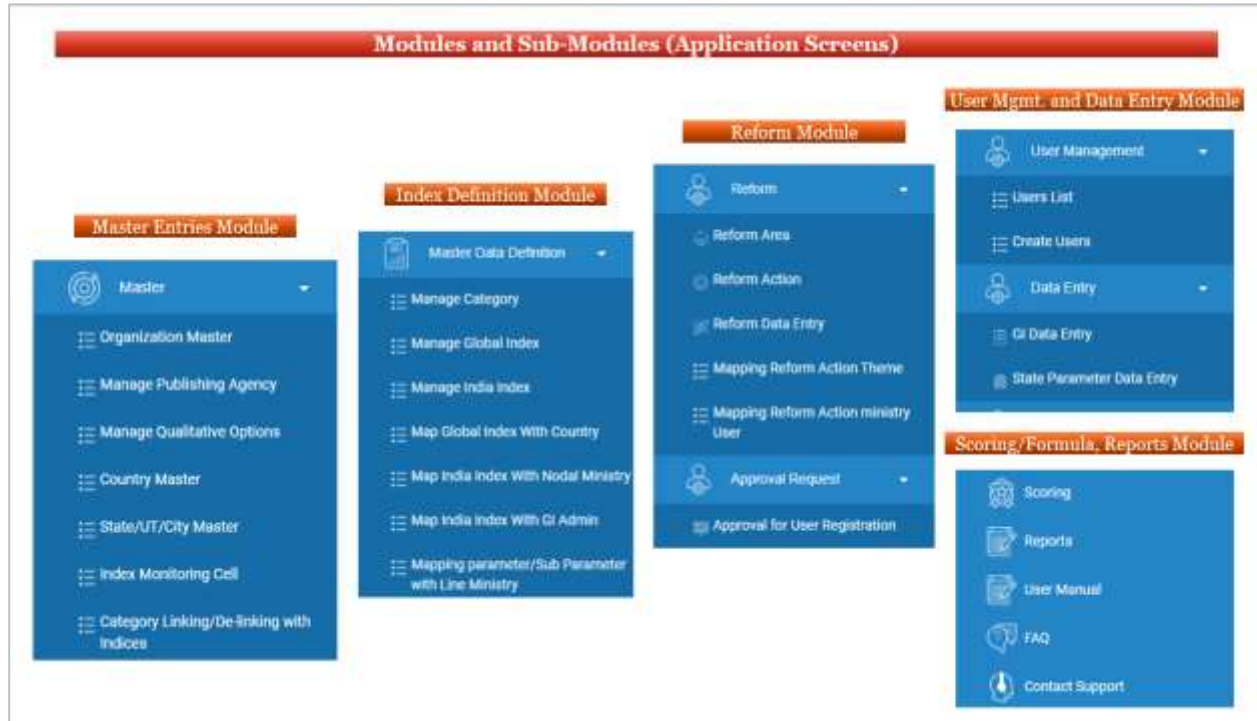 Modules and Sub-Modules (Application Screens)
Master Entries Module
Master
Organization Master
Manage Publishing Agency
Manage Qualitative Options
Country Master
State/UT/City Master
Index Monitoring Cell
Category Linking/De-linking with
Indices
Index Definition Module
Master Data Definition
Manage Category
Manage Global Index
Manage India Index
Map Global Index With Country
Map India Index With Nodal Ministry
Map India Index With GI Admin
Mapping parameter/Sub Parameter
with Line Ministry
Reform Module
Reform
Reform Area
Reform Action
Reform Data Entry
Mapping Reform Action Theme
Mapping Reform Action ministry
User
Approval Request
Approval for User Registration
User Mgmt. and Data Entry Module
User Management
Users List
Create Users
Data Entry
GI Data Entry
State Parameter Data Entry
Scoring/Formula, Reports Module
Scoring
Reports
User Manual
FAQ
Contact Support